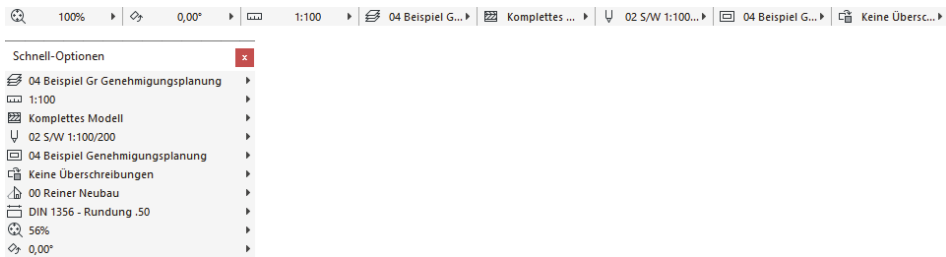 100% 0,00° 1:100 04 Beispiel G... Komplettes ... 02 S/W 1:100... 04 Beispiel G... Keine Übersc...
Schnell-Optionen x
04 Beispiel Gr Genehmigungsplanung
1:100
Komplettes Modell
02 S/W 1:100/200
04 Beispiel Genehmigungsplanung
Keine Überschreibungen
00 Reiner Neubau
DIN 1356 - Rundung .50
56%
0,00°